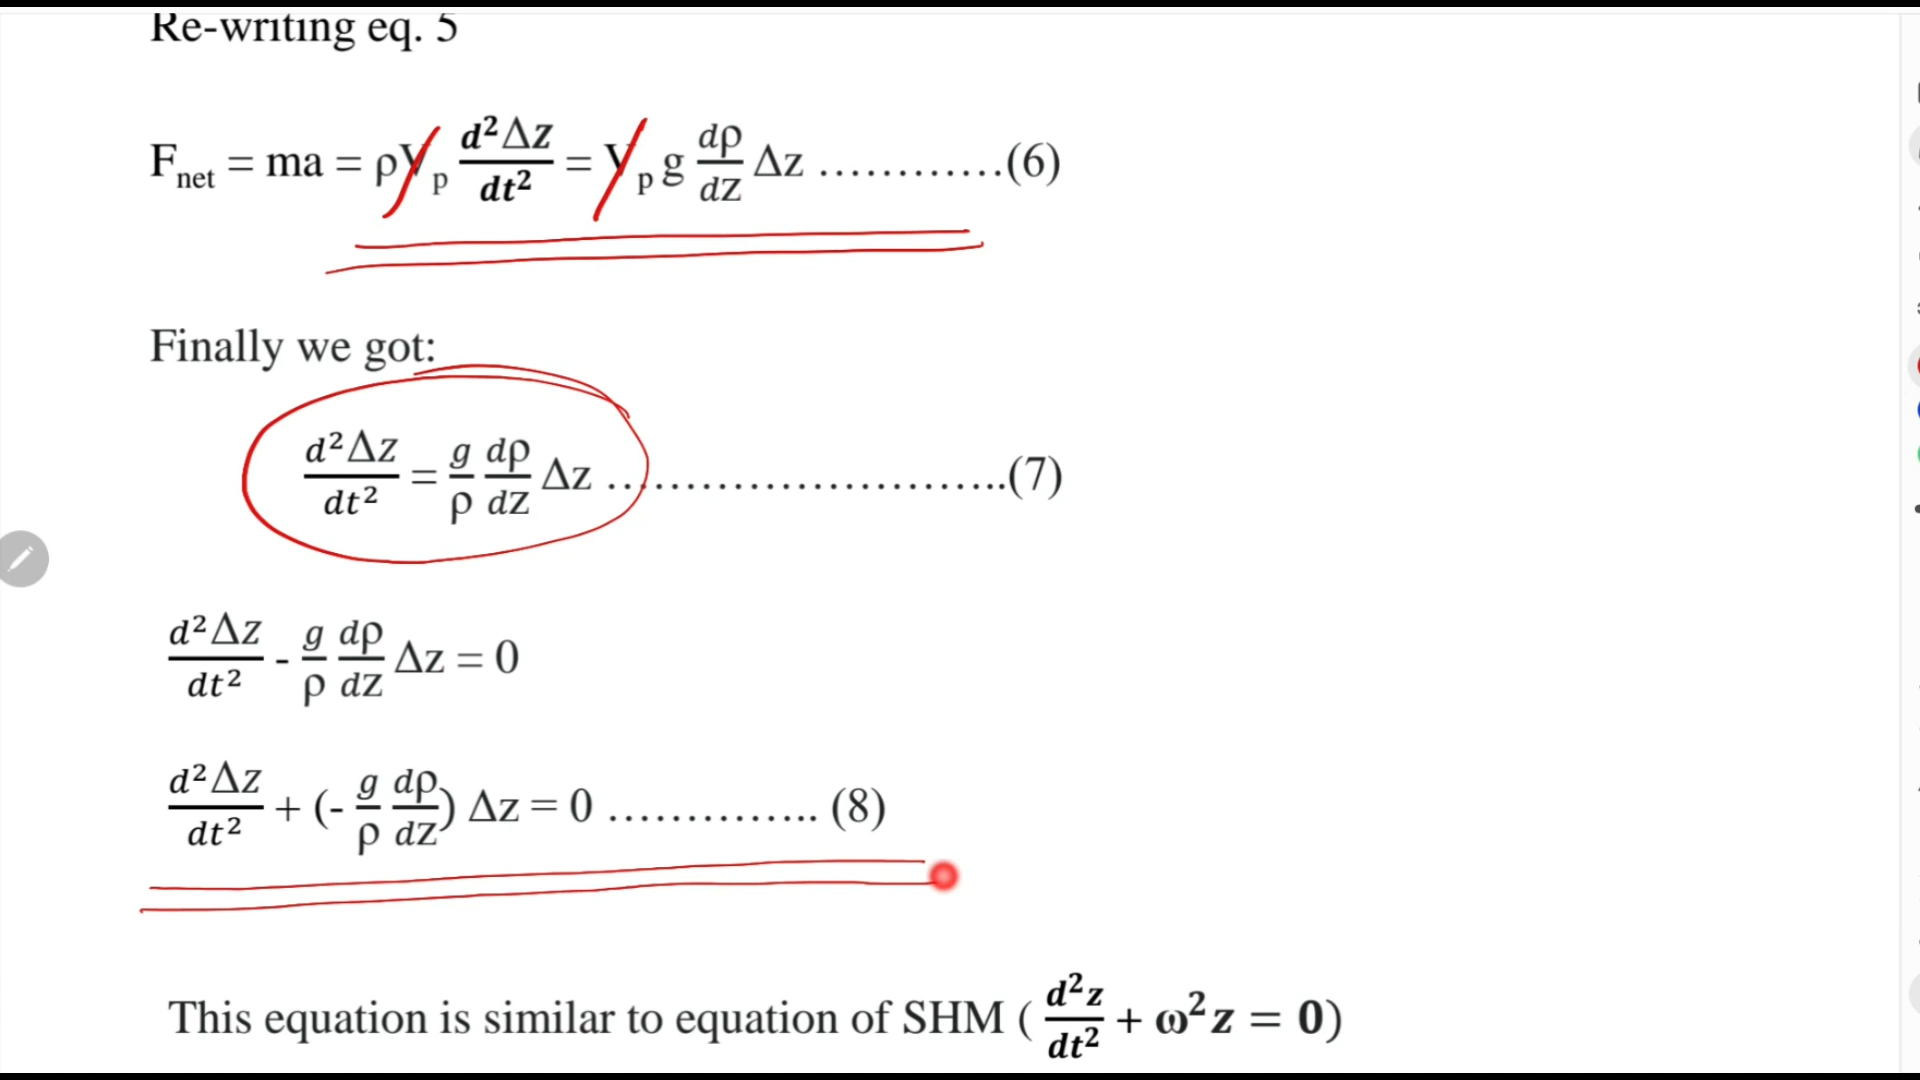 Re-writing eq. 5
F_net = ma = ρV_p d²Δz/dt² = V_p g dρ/dz Δz …………(6)
Finally we got:
d²Δz/dt² = g/ρ dρ/dz Δz ……………………….(7)
d²Δz/dt² - g/ρ dρ/dz Δz = 0
d²Δz/dt² + (- g/ρ dρ/dz) Δz = 0 ………….. (8)
This equation is similar to equation of SHM ( d²z/dt² + ω²z = 0)